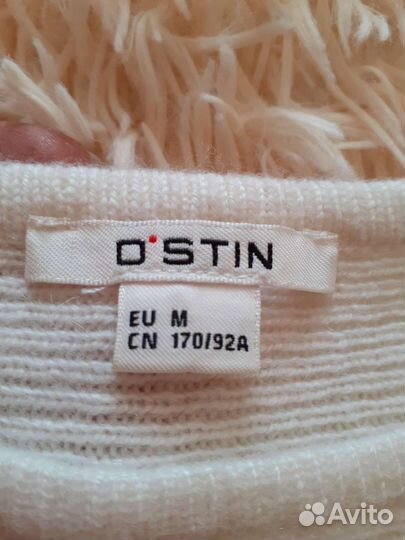 O'STIN
EU M
CN 170/92A
Avito